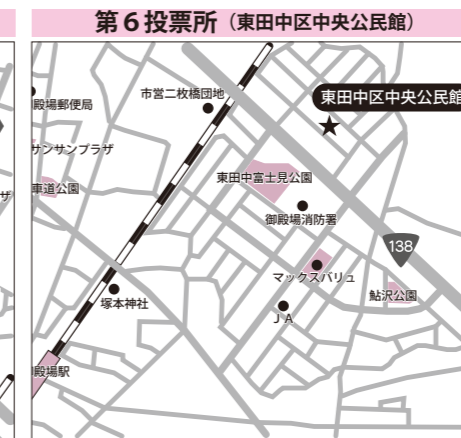 第６投票所（東田中区中央公民館）
市営二枚橋団地
東田中区中央公民館
殿場郵便局
サンサンプラザ
東田中富士見公園
車道公園
ザ
御殿場消防署
138
マックスバリュ
鮎沢公園
塚本神社
ＪＡ
殿場駅